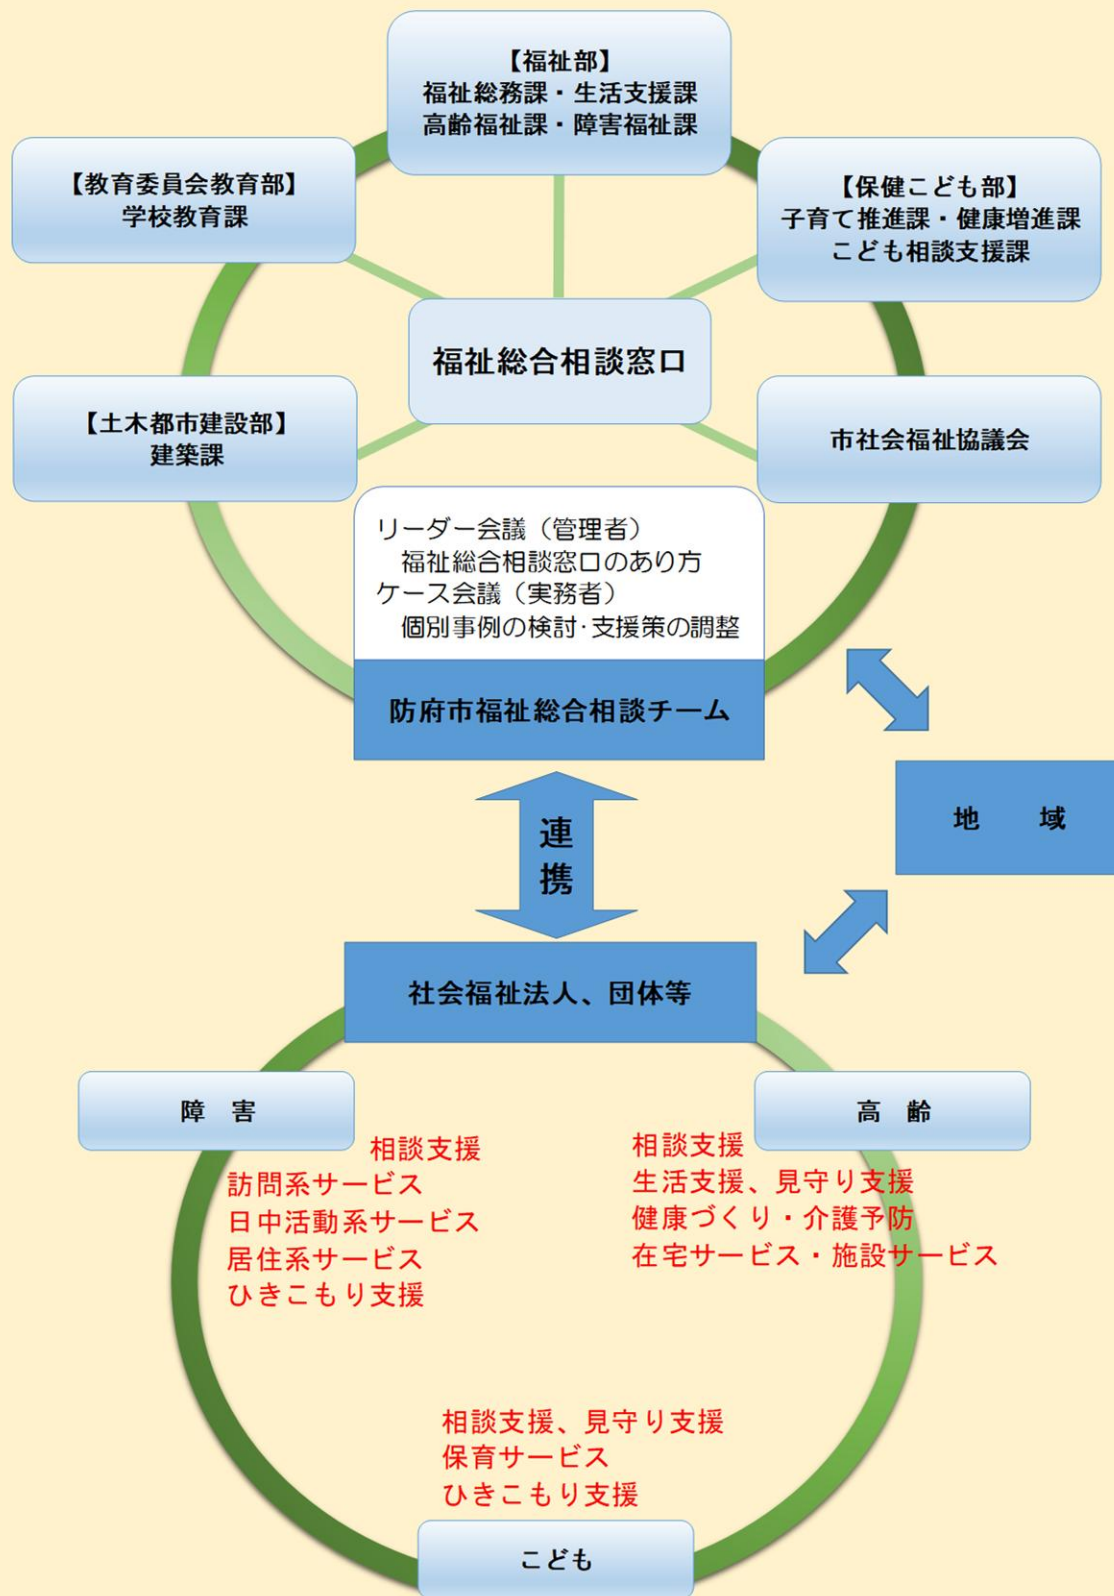 【福祉部】
福祉総務課・生活支援課
高齢福祉課・障害福祉課
【教育委員会教育部】
学校教育課
【保健こども部】
子育て推進課・健康増進課
こども相談支援課
福祉総合相談窓口
【土木都市建設部】
建築課
市社会福祉協議会
リーダー会議（管理者）
福祉総合相談窓口のあり方
ケース会議（実務者）
個別事例の検討･支援策の調整
防府市福祉総合相談チーム
連
携
地　　域
社会福祉法人、団体等
障　害
相談支援
訪問系サービス
日中活動系サービス
居住系サービス
ひきこもり支援
高　齢
相談支援
生活支援、見守り支援
健康づくり・介護予防
在宅サービス・施設サービス
相談支援、見守り支援
保育サービス
ひきこもり支援
こども